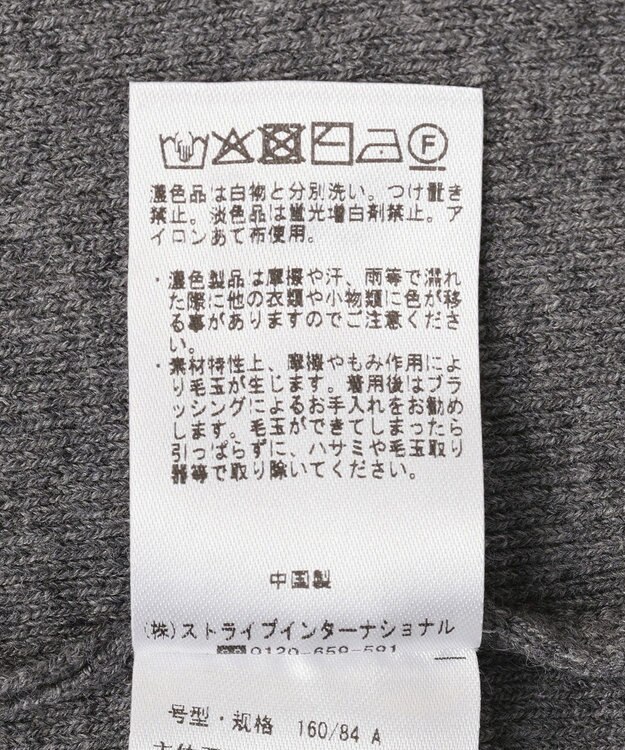 F
濃色品は白物と分別洗い。つけ置き
禁止。淡色品は蛍光増白剤禁止。ア
イロンあて布使用。
・濃色製品は摩擦や汗、雨等で濡れ
た際に他の衣類や小物類に色が移
る事がありますのでご注意くださ
い。
・素材特性上、摩擦やもみ作用によ
り毛玉が生じます。着用後はブラ
ッシングによるお手入れをお勧め
します。毛玉ができてしまったら
引っぱらずに、ハサミや毛玉取り
器等で取り除いてください。
中国製
(株)ストライプインターナショナル
0120-659-591
号型・规格 160/84 A